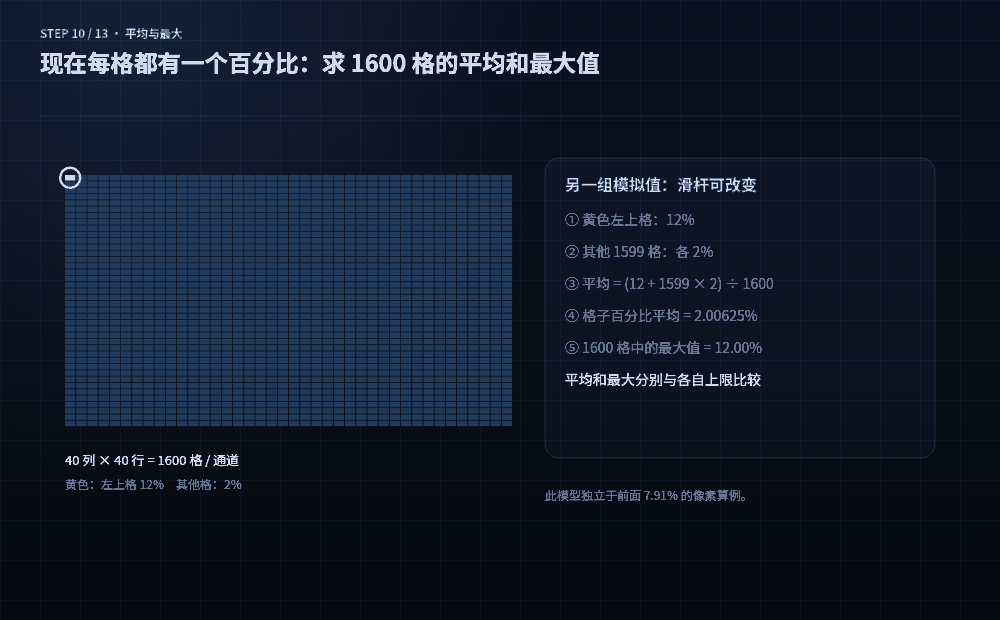 STEP 10 / 13 · 平均与最大
现在每格都有一个百分比：求 1600 格的平均和最大值
另一组模拟值：滑杆可改变
① 黄色左上格：12%
② 其他 1599 格：各 2%
③ 平均 = (12 + 1599 × 2) ÷ 1600
④ 格子百分比平均 = 2.00625%
⑤ 1600 格中的最大值 = 12.00%
平均和最大分别与各自上限比较
40 列 × 40 行 = 1600 格 / 通道
黄色：左上格 12% 其他格：2%
此模型独立于前面 7.91% 的像素算例。